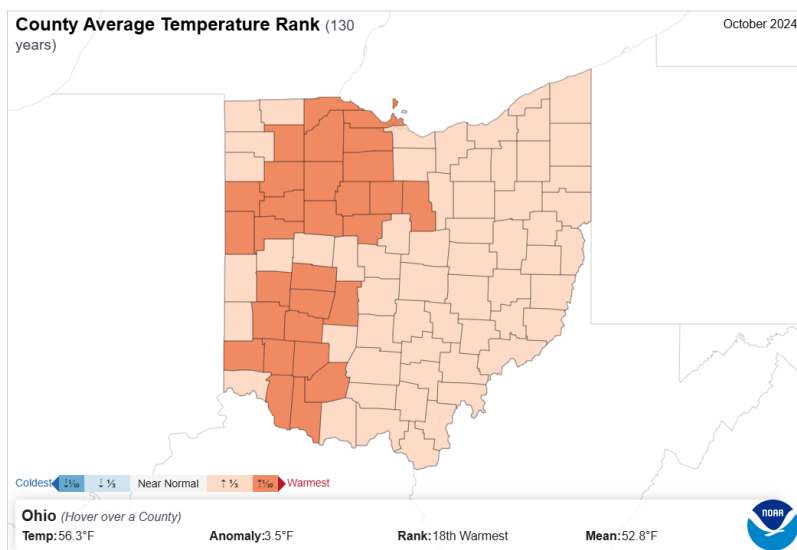 County Average Temperature Rank (130
years)
October 2024
Coldest ↓⅒ ↓ ⅓ Near Normal ↑ ⅓ ↑⅒ Warmest
Ohio (Hover over a County)
Temp:56.3°F Anomaly:3.5°F Rank:18th Warmest Mean:52.8°F
NOAA